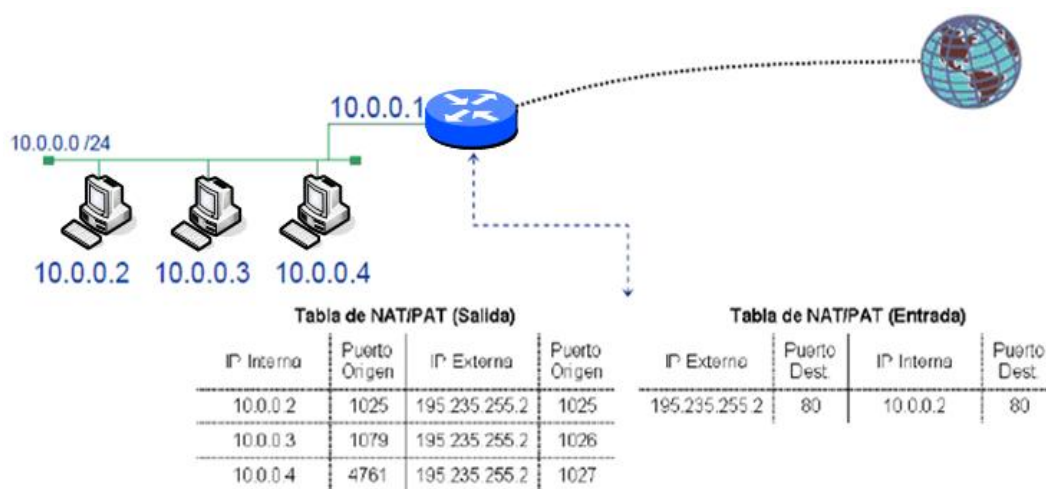 10.0.0.1
10.0.0.0 /24
10.0.0.2 10.0.0.3 10.0.0.4
Tabla de NAT/PAT (Salida)
IP Interna Puerto Origen IP Externa Puerto Origen
10.0.0.2 1025 195.235.255.2 1025
10.0.0.3 1079 195.235.255.2 1026
10.0.0.4 4761 195.235.255.2 1027
Tabla de NAT/PAT (Entrada)
IP Externa Puerto Dest. IP Interna Puerto Dest.
195.235.255.2 80 10.0.0.2 80